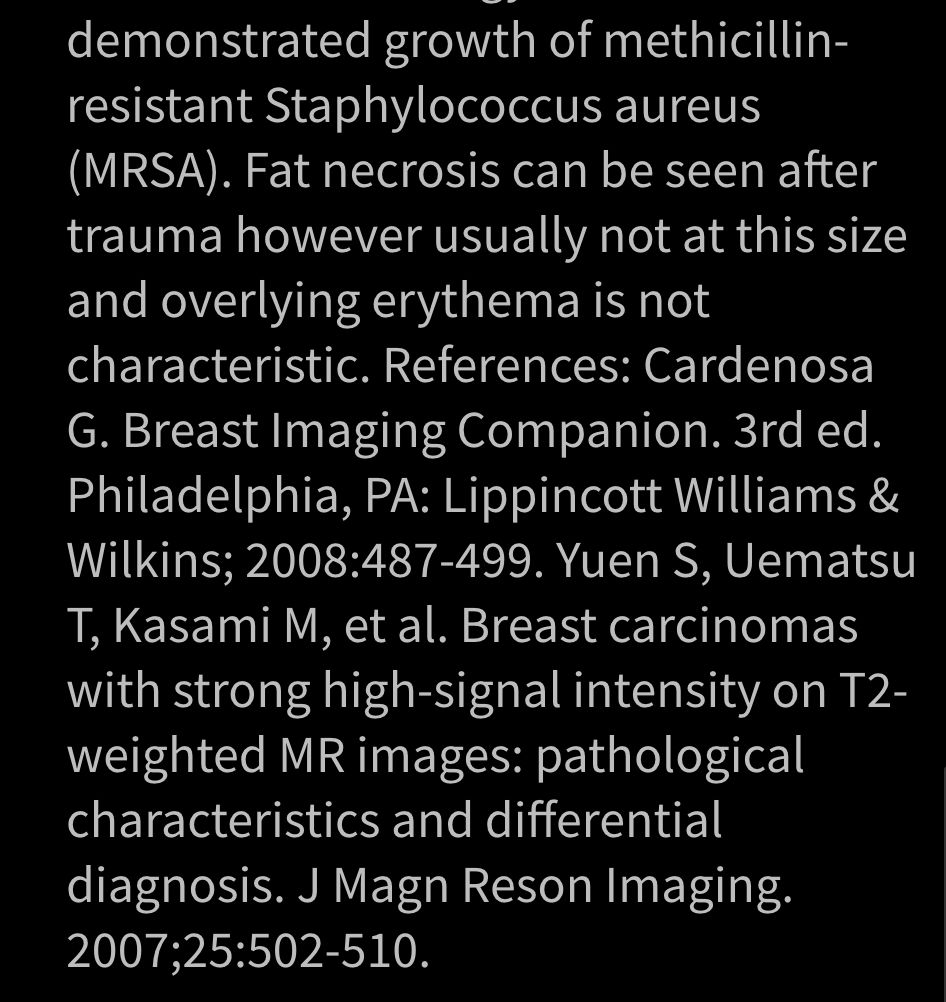 demonstrated growth of methicillin-
resistant Staphylococcus aureus
(MRSA). Fat necrosis can be seen after
trauma however usually not at this size
and overlying erythema is not
characteristic. References: Cardenosa
G. Breast Imaging Companion. 3rd ed.
Philadelphia, PA: Lippincott Williams &
Wilkins; 2008:487-499. Yuen S, Uematsu
T, Kasami M, et al. Breast carcinomas
with strong high-signal intensity on T2-
weighted MR images: pathological
characteristics and differential
diagnosis. J Magn Reson Imaging.
2007;25:502-510.